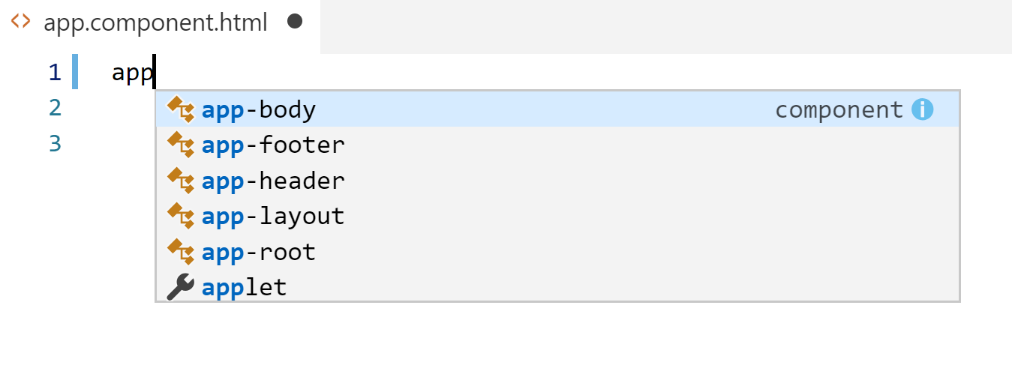 <> app.component.html ●
1 app
app-body component i
2
app-footer
3
app-header
app-layout
app-root
applet